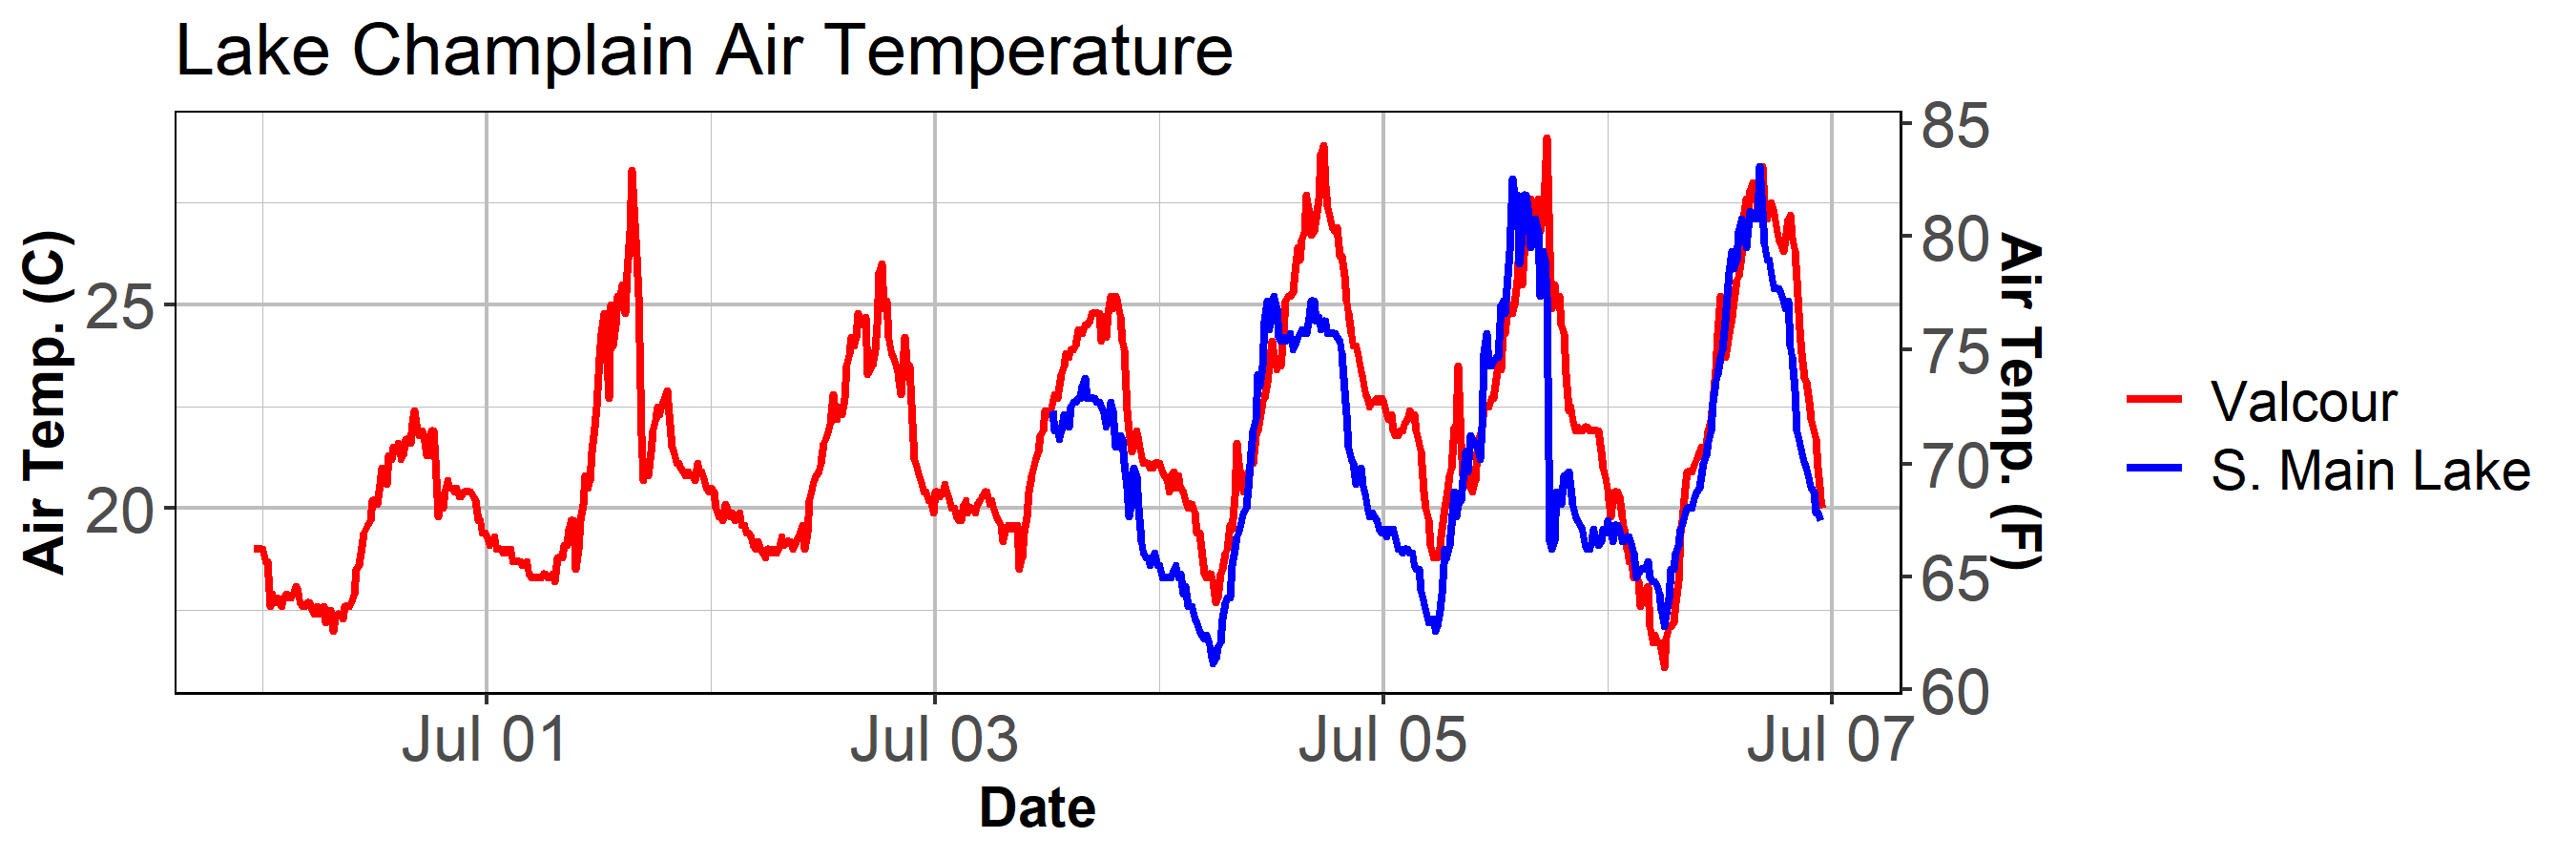 Lake Champlain Air Temperature
Air Temp. (C)
25
20
85
80
75
70
65
60
Air Temp. (F)
Jul 01
Jul 03
Jul 05
Jul 07
Date
Valcour
S. Main Lake